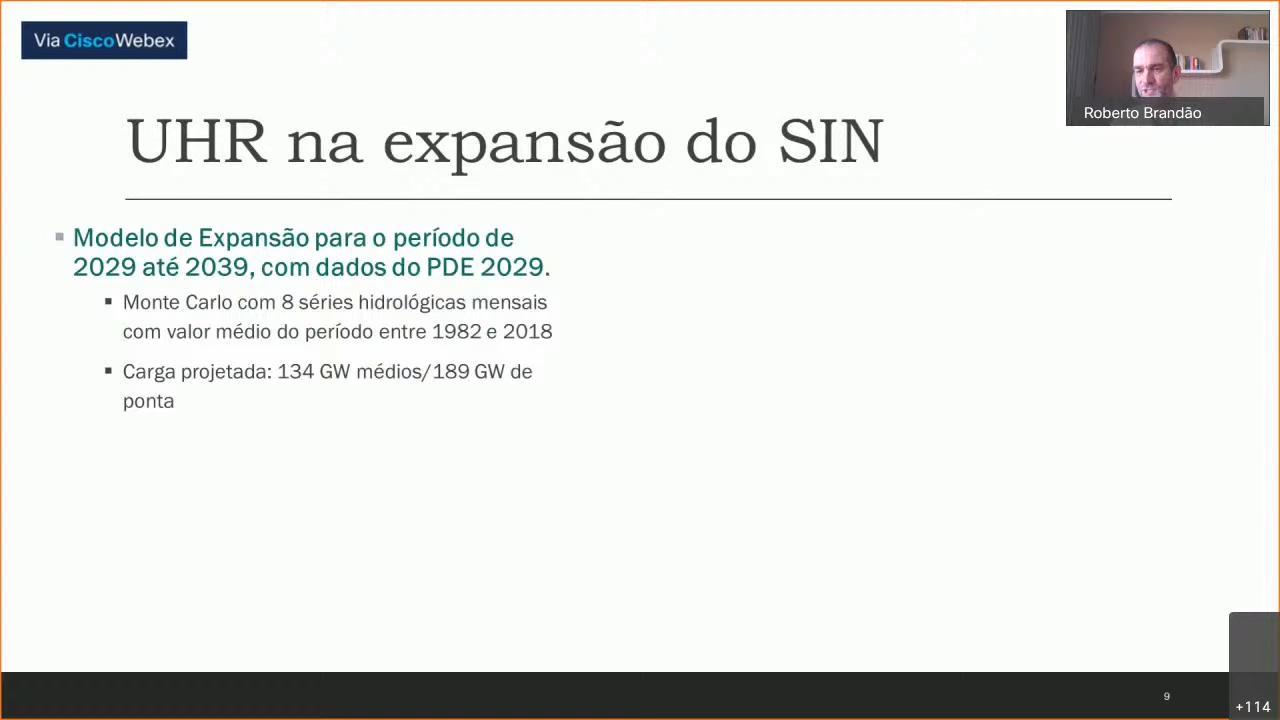 Via CiscoWebex
Roberto Brandão
UHR na expansão do SIN
Modelo de Expansão para o período de
2029 até 2039, com dados do PDE 2029.
Monte Carlo com 8 séries hidrológicas mensais
com valor médio do período entre 1982 e 2018
Carga projetada: 134 GW médios/189 GW de
ponta
9
+114